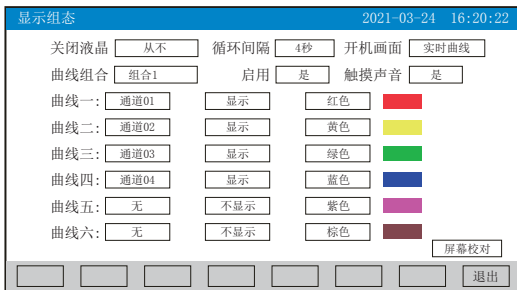 显示组态 2021-03-24 16:20:22
关闭液晶 从不 循环间隔 4秒 开机画面 实时曲线
曲线组合 组合1 启用 是 触摸声音 是
曲线一: 通道01 显示 红色
曲线二: 通道02 显示 黄色
曲线三: 通道03 显示 绿色
曲线四: 通道04 显示 蓝色
曲线五: 无 不显示 紫色
曲线六: 无 不显示 棕色
屏幕校对
退出